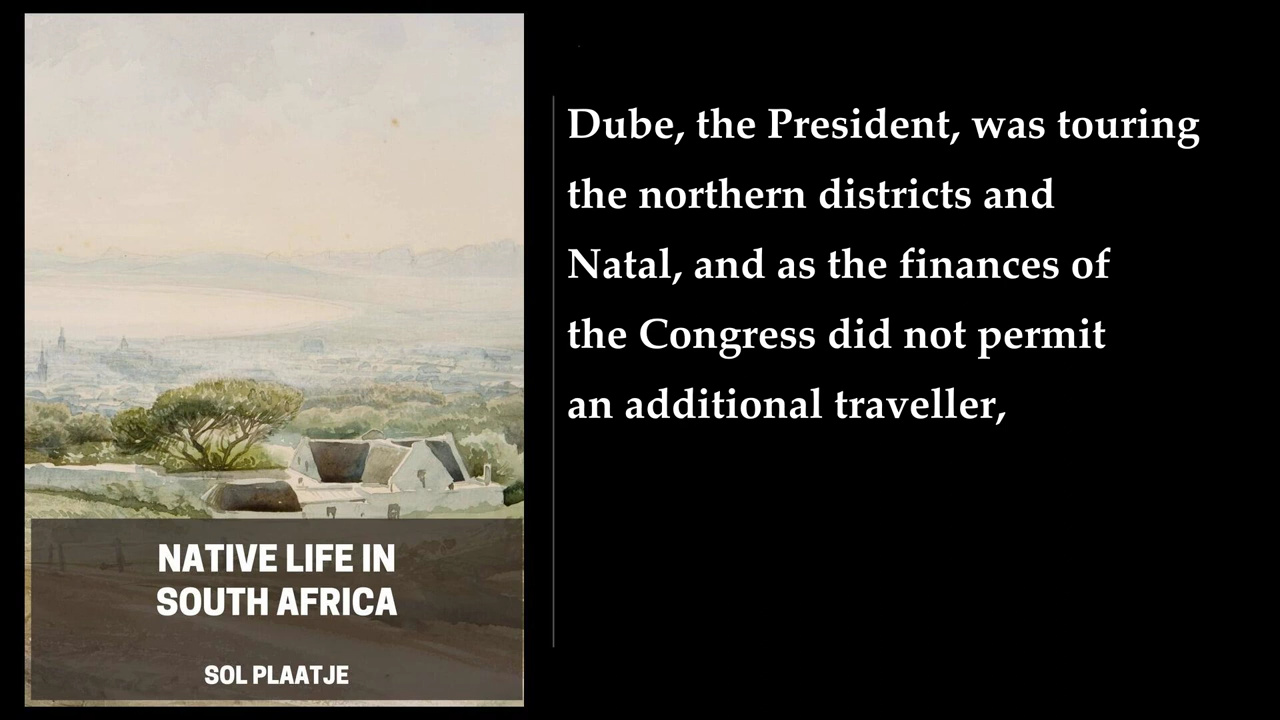 NATIVE LIFE IN
SOUTH AFRICA
SOL PLAATJE
Dube, the President, was touring
the northern districts and
Natal, and as the finances of
the Congress did not permit
an additional traveller,